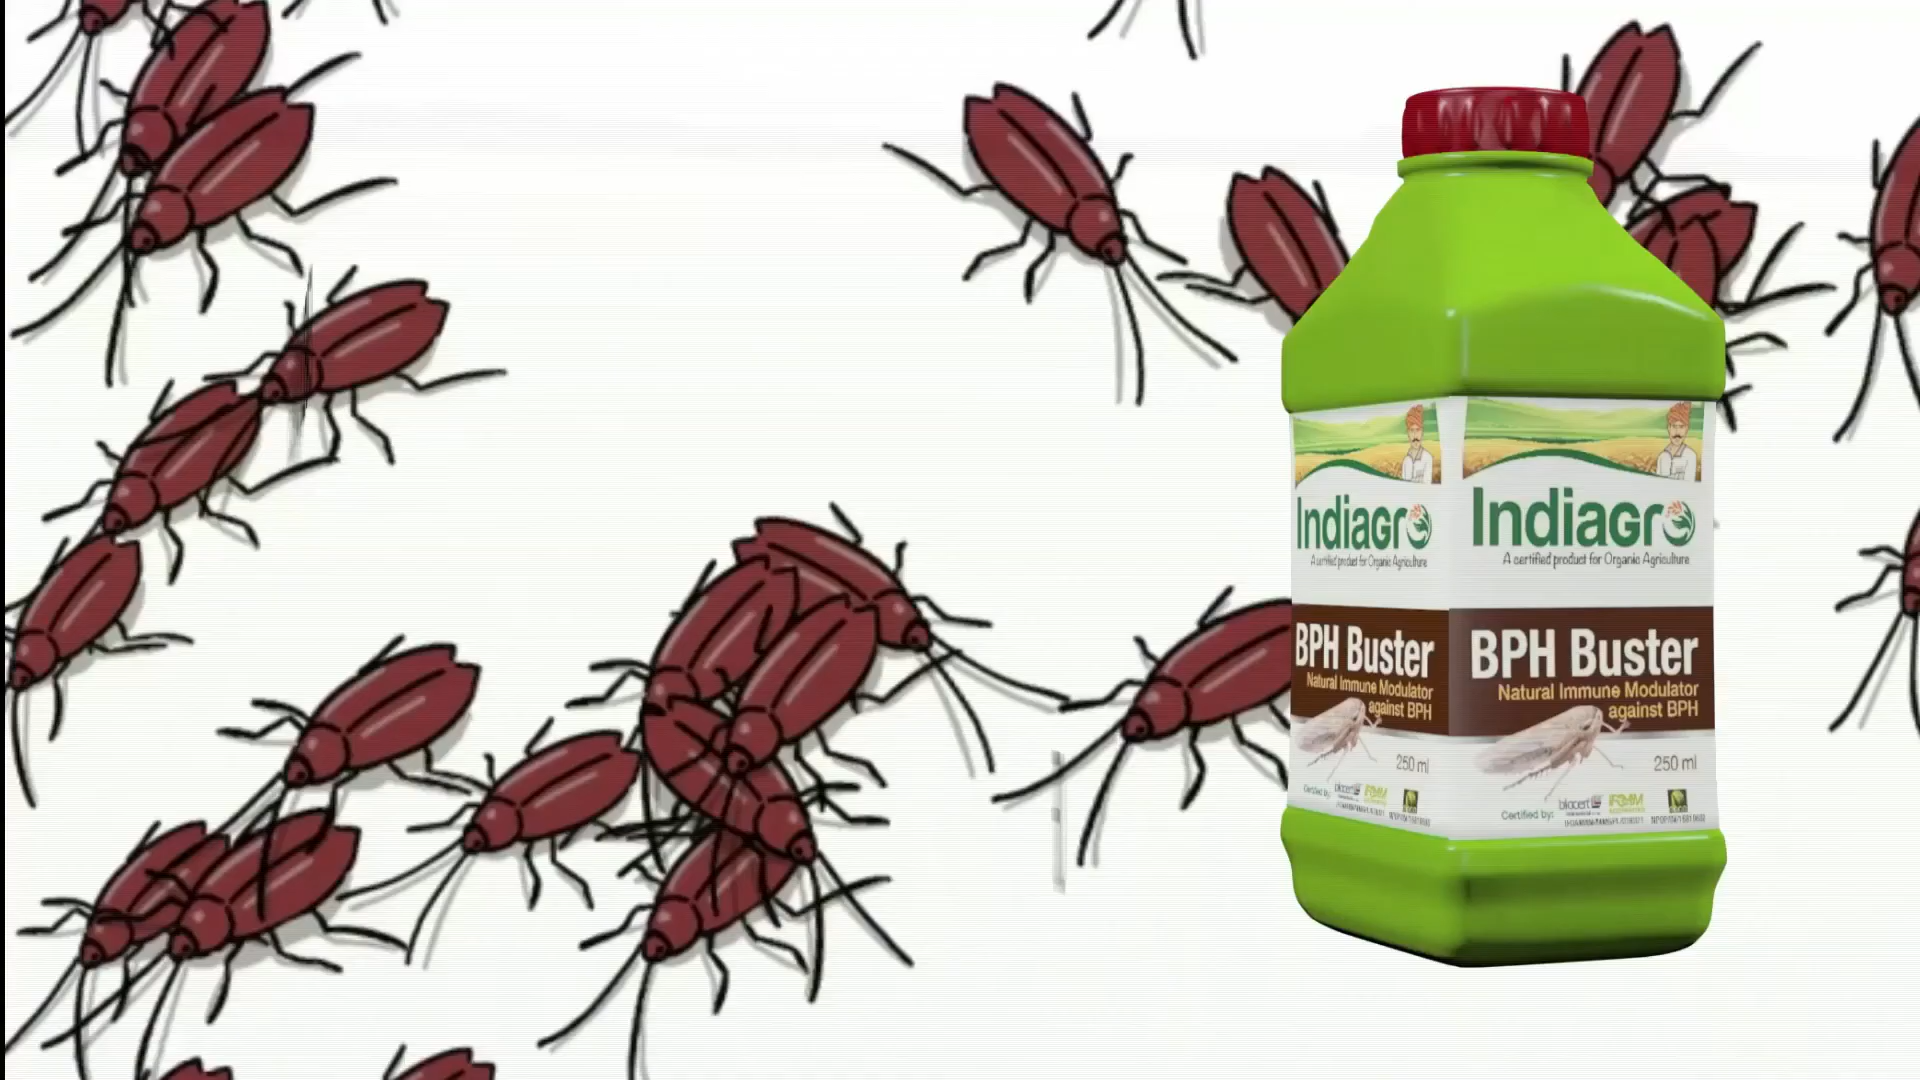 Indiagro
A certified product for Organic Agriculture
BPH Buster
Natural Immune Modulator
against BPH
250 ml
Certified by:
Indiagro
A certified product for Organic Agriculture
BPH Buster
Natural Immune Modulator
against BPH
250 ml
Certified by: